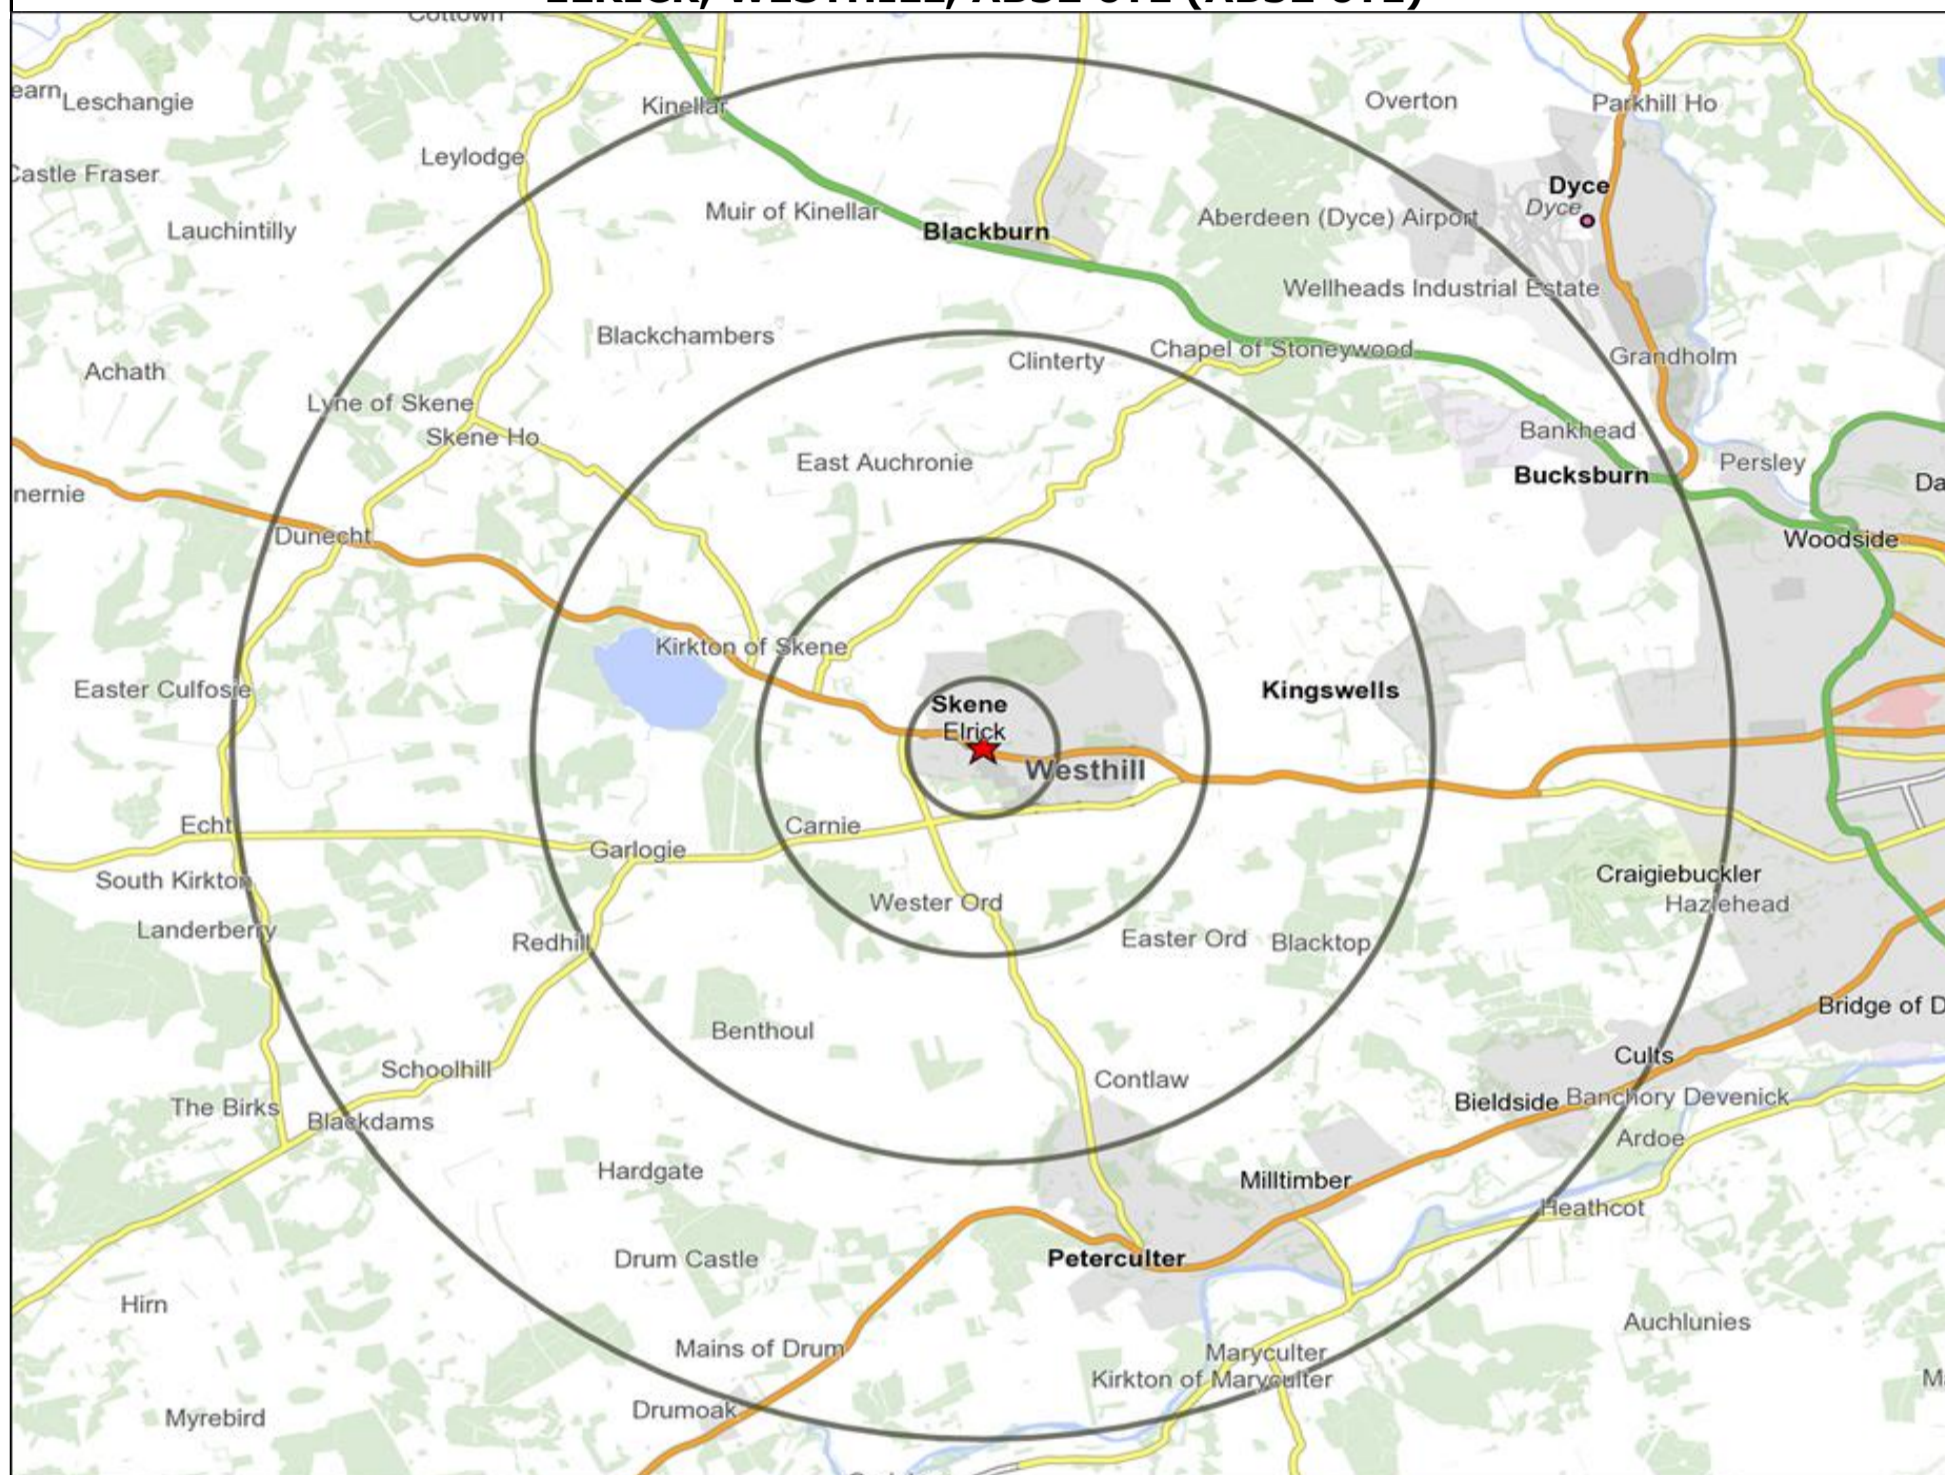 Kinellar
Overton
Parkhill Ho
Leschangie
Leylodge
Castle Fraser
Dyce
Dyce
Muir of Kinellar
Aberdeen (Dyce) Airport
Lauchintilly
Blackburn
Wellheads Industrial Estate
Blackchambers
Clinterty
Chapel of Stoneywood
Grandholm
Achath
Lyne of Skene
Skene Ho
Bankhead
East Auchronie
Persley
Bucksburn
Da
nernie
Dunecht
Woodside
Kirkton of Skene
Easter Culfosie
Kingswells
Skene
Elrick
Westhill
Echt
Carnie
Garlogie
South Kirkton
Craigiebuckler
Hazlehead
Wester Ord
Landerberry
Redhill
Easter Ord
Blacktop
Bridge of D
Benthoul
Cults
Schoolhill
Contlaw
Bieldside
Banchory Devenick
The Birks
Blackdams
Ardoe
Hardgate
Milltimber
Heathcot
Drum Castle
Peterculter
Hirn
Auchlunies
Mains of Drum
Maryculter
Kirkton of Maryculter
Drumoak
Myrebird